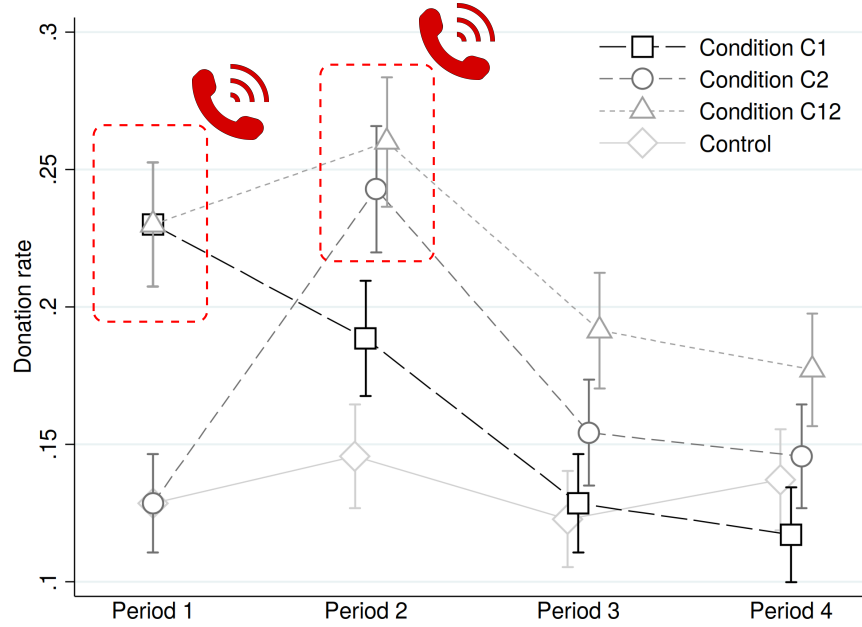 .3
.25
.2
.15
.1
Donation rate
Condition C1
Condition C2
Condition C12
Control
Period 1
Period 2
Period 3
Period 4